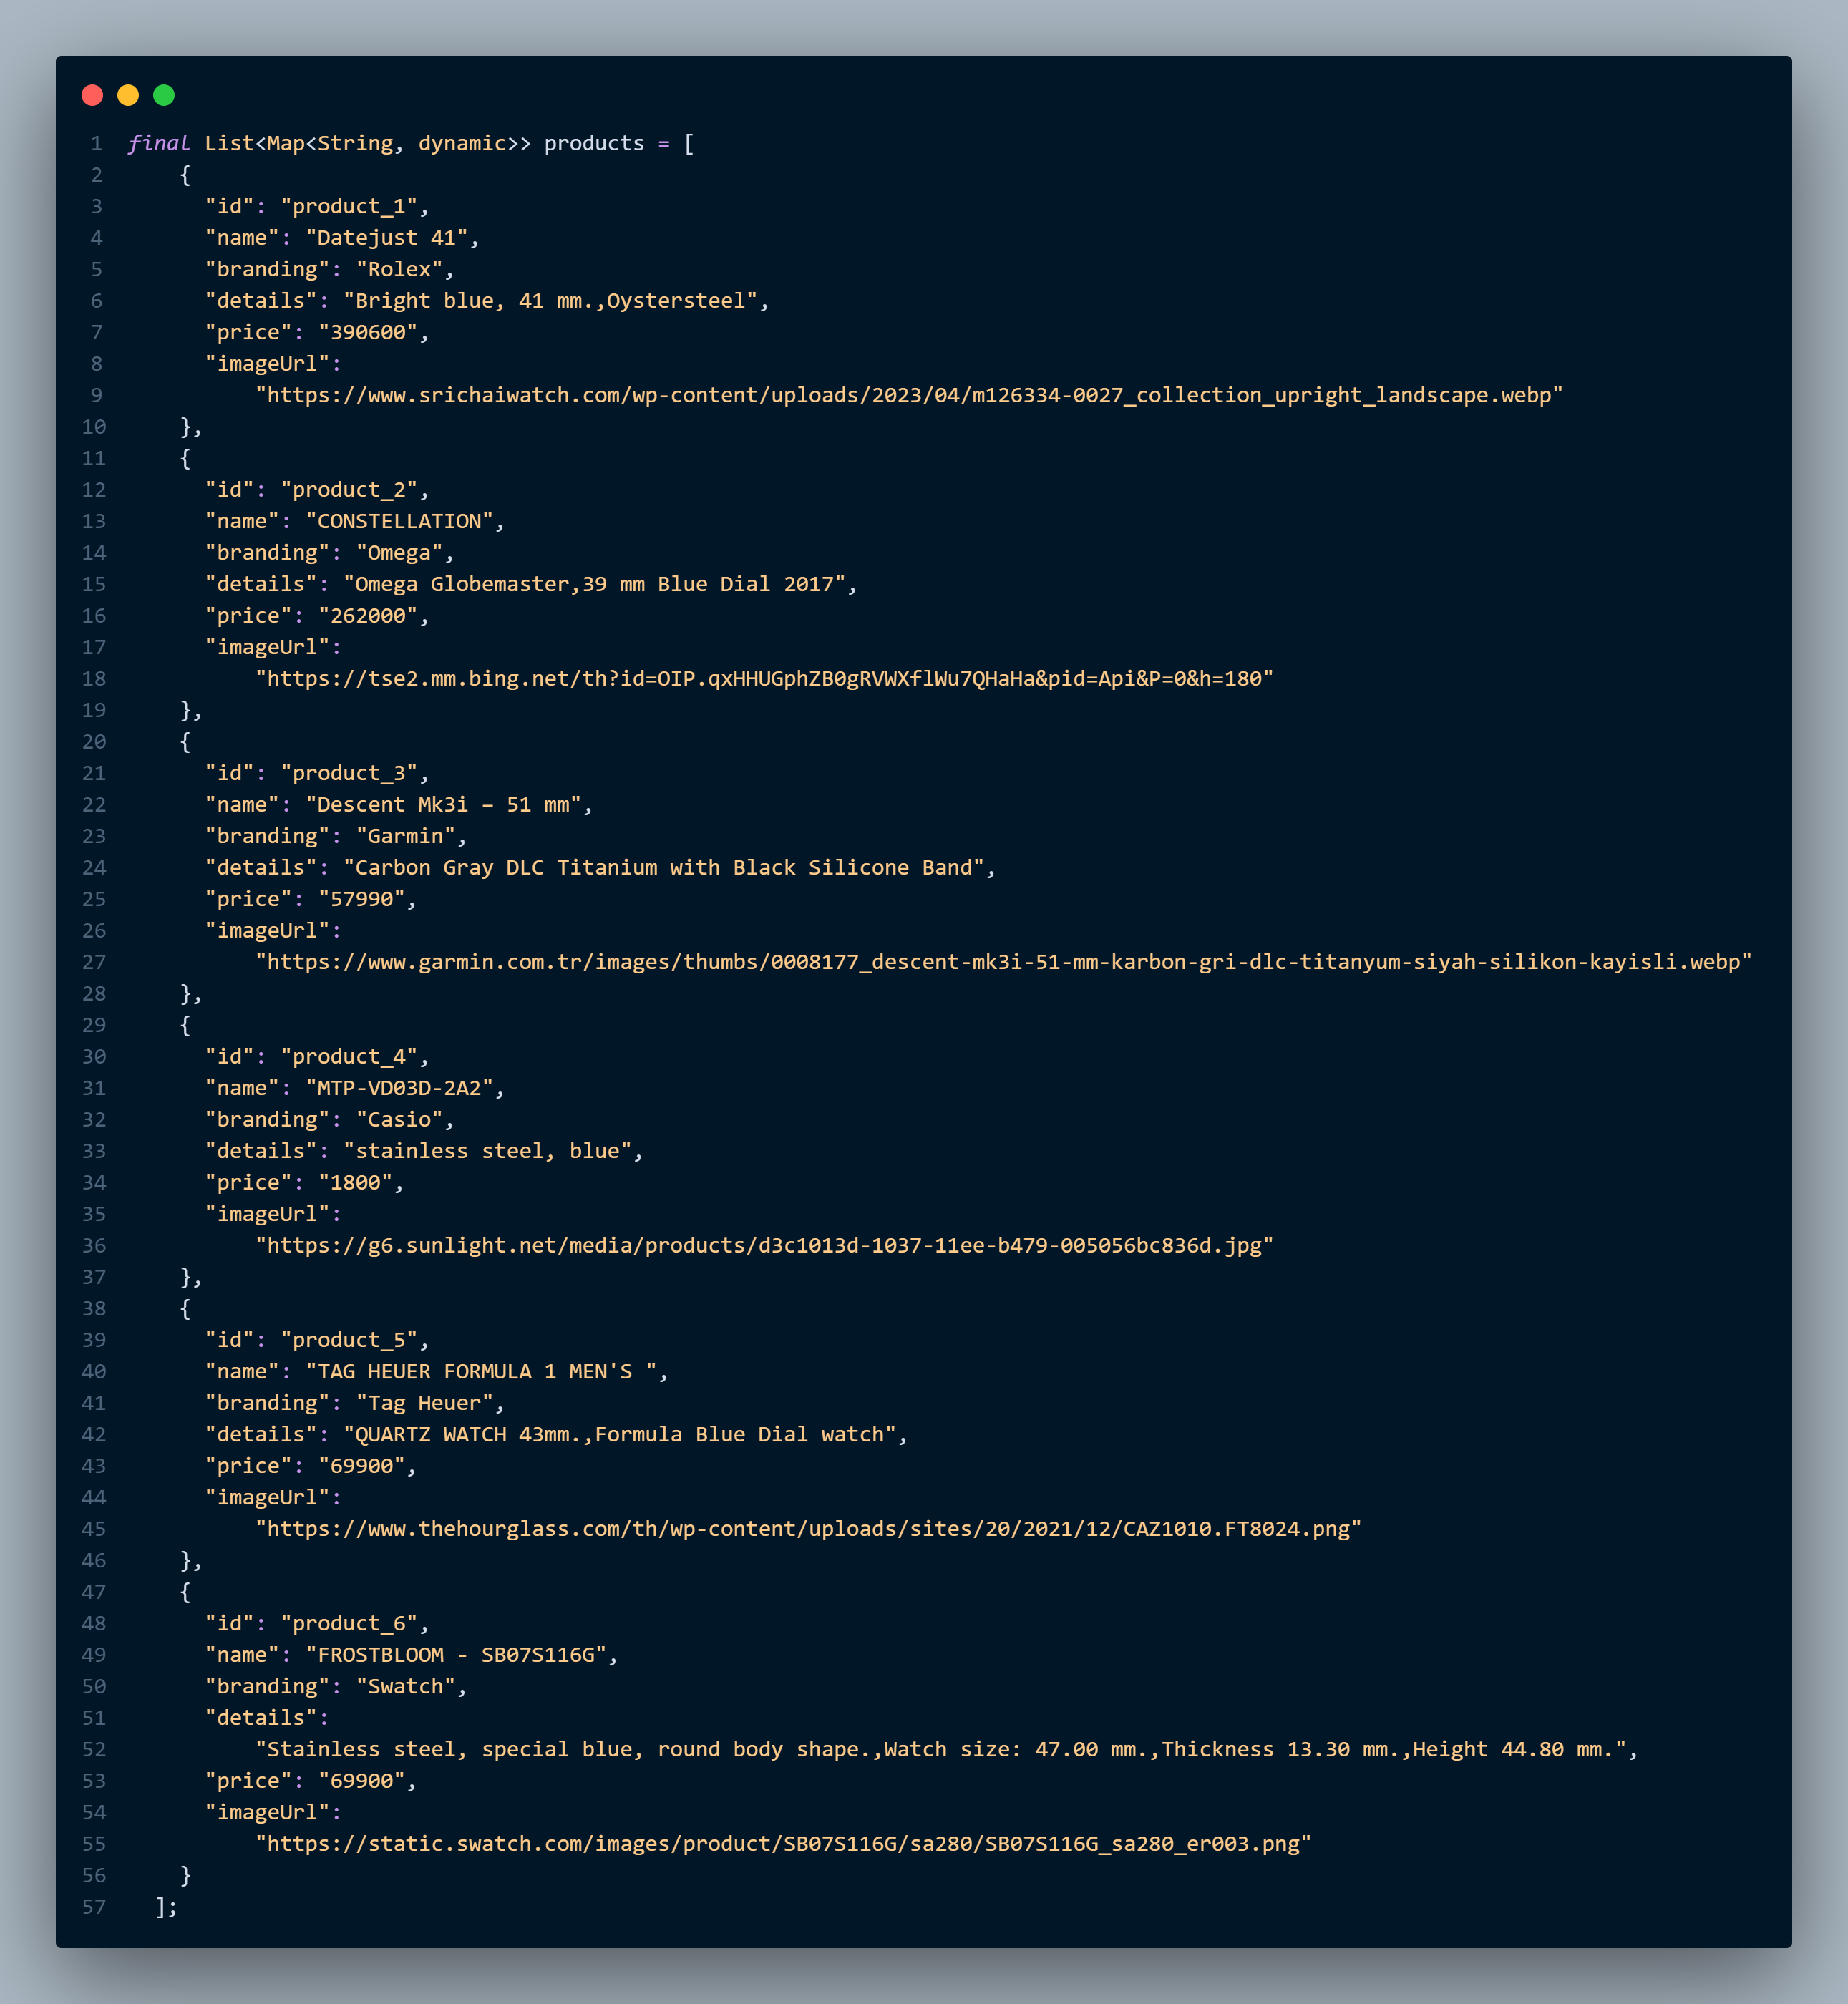 1 final List<Map<String, dynamic>> products = [
2 {
3 "id": "product_1",
4 "name": "Datejust 41",
5 "branding": "Rolex",
6 "details": "Bright blue, 41 mm.,Oystersteel",
7 "price": "390600",
8 "imageUrl":
9 "https://www.srichaiwatch.com/wp-content/uploads/2023/04/m126334-0027_collection_upright_landscape.webp"
10 },
11 {
12 "id": "product_2",
13 "name": "CONSTELLATION",
14 "branding": "Omega",
15 "details": "Omega Globemaster,39 mm Blue Dial 2017",
16 "price": "262000",
17 "imageUrl":
18 "https://tse2.mm.bing.net/th?id=OIP.qxHHUGphZB0gRVWXflWu7QHaHa&pid=Api&P=0&h=180"
19 },
20 {
21 "id": "product_3",
22 "name": "Descent Mk3i – 51 mm",
23 "branding": "Garmin",
24 "details": "Carbon Gray DLC Titanium with Black Silicone Band",
25 "price": "57990",
26 "imageUrl":
27 "https://www.garmin.com.tr/images/thumbs/0008177_descent-mk3i-51-mm-karbon-gri-dlc-titanyum-siyah-silikon-kayisli.webp"
28 },
29 {
30 "id": "product_4",
31 "name": "MTP-VD03D-2A2",
32 "branding": "Casio",
33 "details": "stainless steel, blue",
34 "price": "1800",
35 "imageUrl":
36 "https://g6.sunlight.net/media/products/d3c1013d-1037-11ee-b479-005056bc836d.jpg"
37 },
38 {
39 "id": "product_5",
40 "name": "TAG HEUER FORMULA 1 MEN'S ",
41 "branding": "Tag Heuer",
42 "details": "QUARTZ WATCH 43mm.,Formula Blue Dial watch",
43 "price": "69900",
44 "imageUrl":
45 "https://www.thehourglass.com/th/wp-content/uploads/sites/20/2021/12/CAZ1010.FT8024.png"
46 },
47 {
48 "id": "product_6",
49 "name": "FROSTBLOOM - SB07S116G",
50 "branding": "Swatch",
51 "details":
52 "Stainless steel, special blue, round body shape.,Watch size: 47.00 mm.,Thickness 13.30 mm.,Height 44.80 mm.",
53 "price": "69900",
54 "imageUrl":
55 "https://static.swatch.com/images/product/SB07S116G/sa280/SB07S116G_sa280_er003.png"
56 }
57 ];